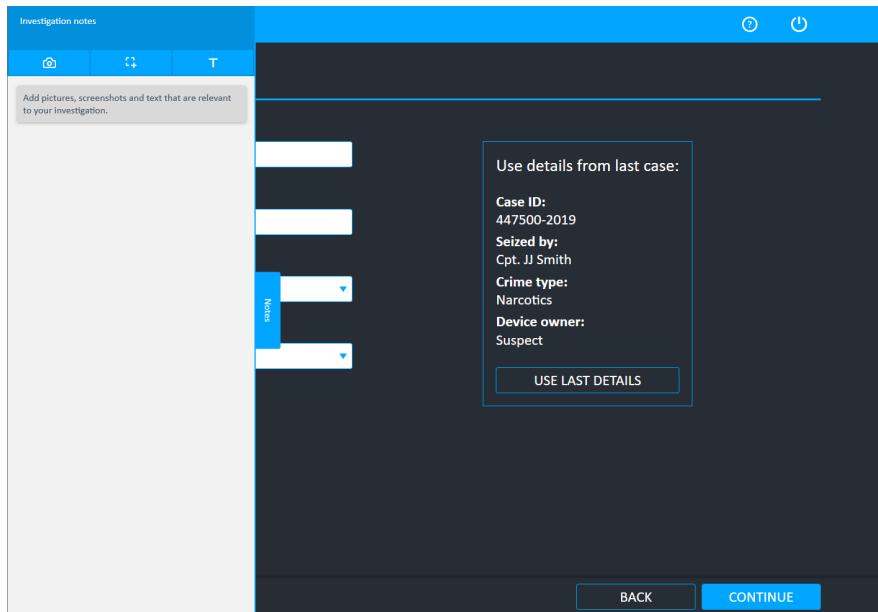 Investigation notes
Add pictures, screenshots and text that are relevant
to your investigation.
Notes
Use details from last case:
Case ID:
447500-2019
Seized by:
Cpt. JJ Smith
Crime type:
Narcotics
Device owner:
Suspect
USE LAST DETAILS
BACK
CONTINUE